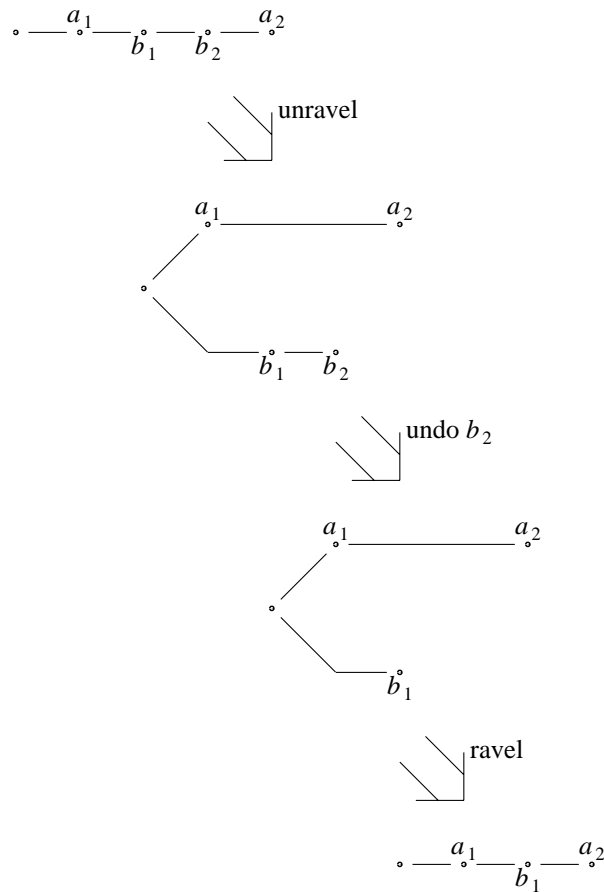 a₁ b₁ b₂ a₂
unravel
a₁ a₂
b₁ b₂
undo b₂
a₁ a₂
b₁
ravel
a₁ b₁ a₂